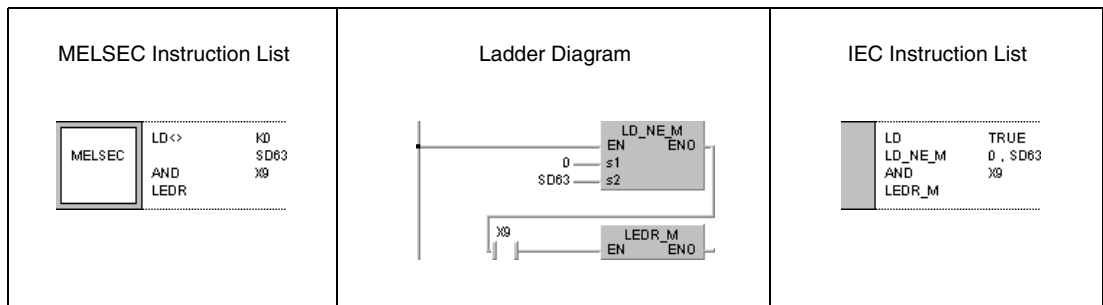 MELSEC Instruction List
MELSEC
LD<> K0
SD63
AND X9
LEDR
Ladder Diagram
LD_NE_M
EN ENO
0 s1
SD63 s2
X9
LEDR_M
EN ENO
IEC Instruction List
LD TRUE
LD_NE_M 0 , SD63
AND X9
LEDR_M